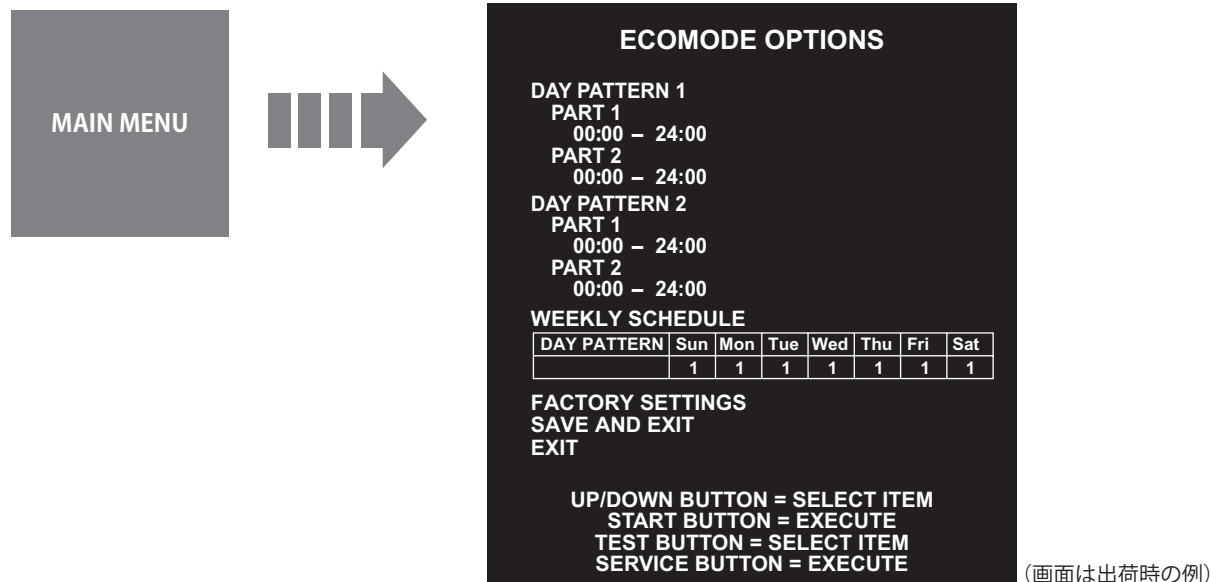 MAIN MENU
ECOMODE OPTIONS
DAY PATTERN 1
PART 1
00:00 – 24:00
PART 2
00:00 – 24:00
DAY PATTERN 2
PART 1
00:00 – 24:00
PART 2
00:00 – 24:00
WEEKLY SCHEDULE
DAY PATTERN Sun Mon Tue Wed Thu Fri Sat
1 1 1 1 1 1 1
FACTORY SETTINGS
SAVE AND EXIT
EXIT
UP/DOWN BUTTON = SELECT ITEM
START BUTTON = EXECUTE
TEST BUTTON = SELECT ITEM
SERVICE BUTTON = EXECUTE
(画面は出荷時の例)